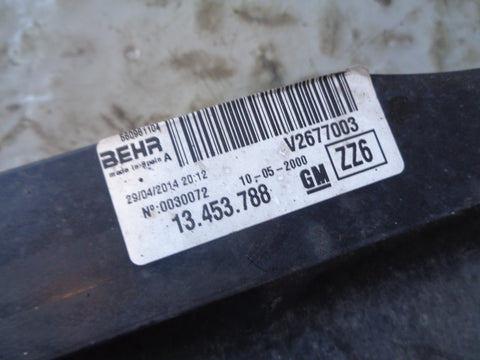 680981104
BEHR
made in Spain A
V2677003
29/04/2014 20:12
10-05-2000
Nº:0030072
GM
ZZ6
13.453.788